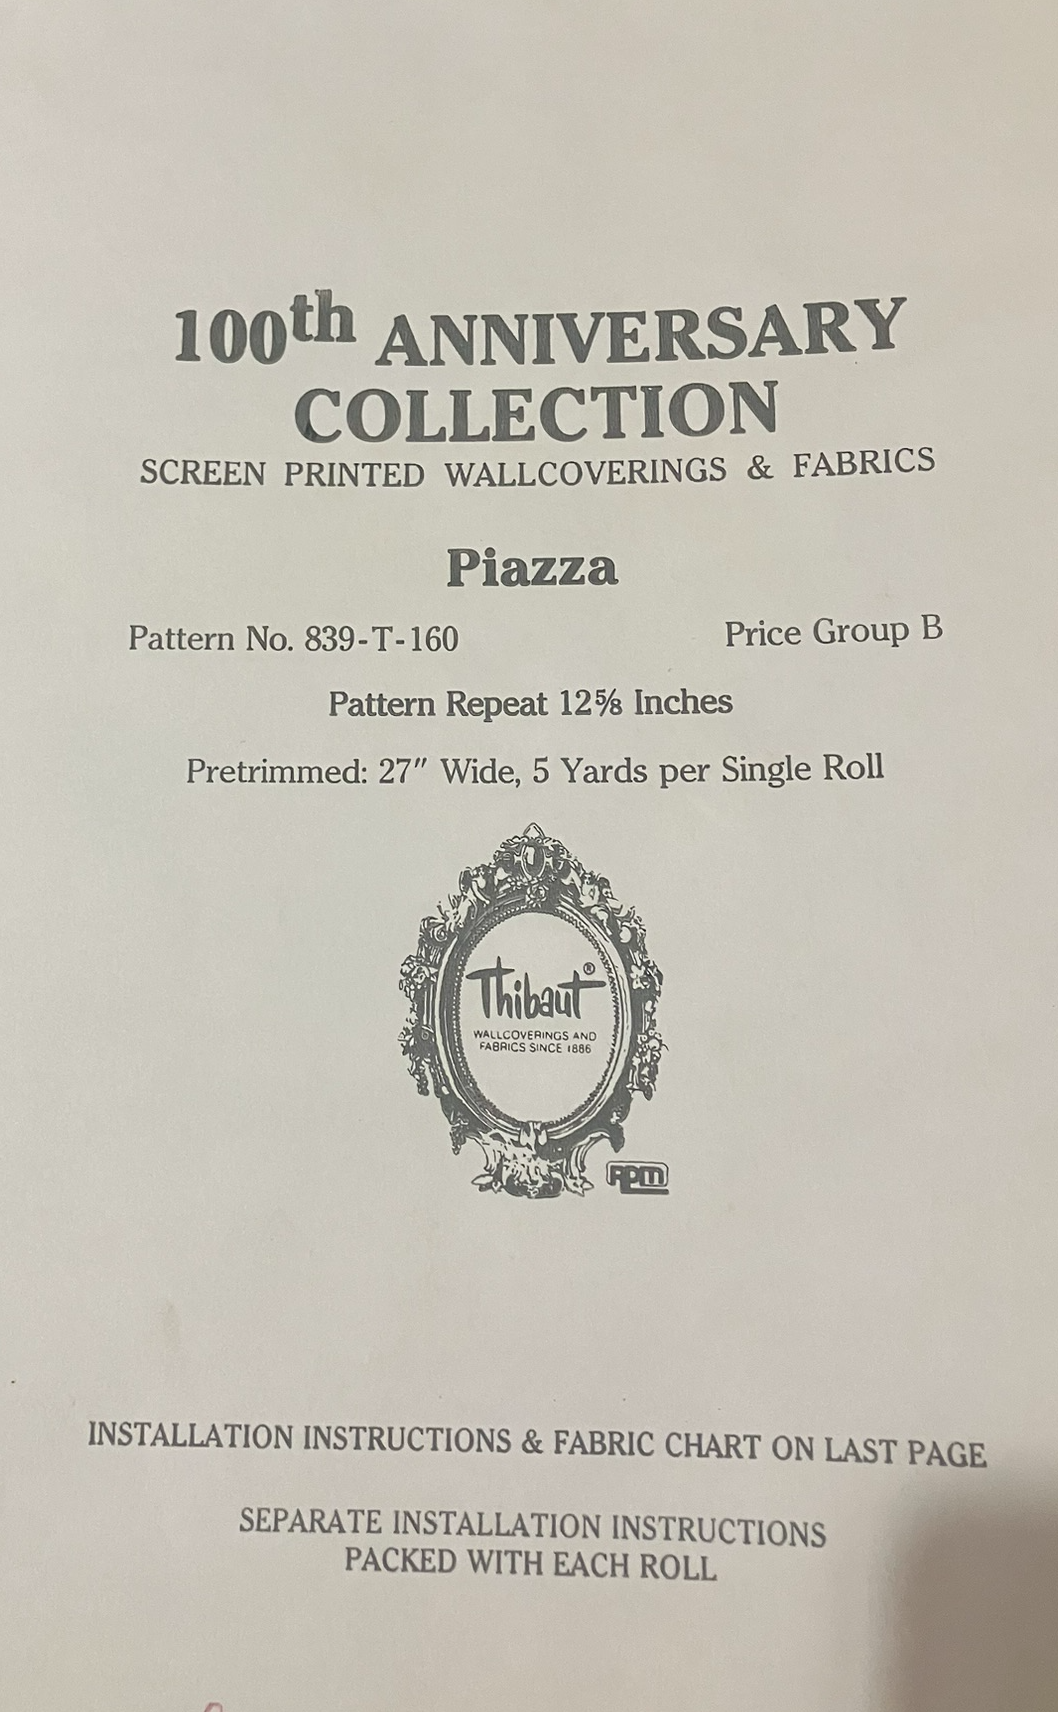 100th ANNIVERSARY
COLLECTION
SCREEN PRINTED WALLCOVERINGS & FABRICS
Piazza
Pattern No. 839-T-160 Price Group B
Pattern Repeat 12⅝ Inches
Pretrimmed: 27″ Wide, 5 Yards per Single Roll
Thibaut®
WALLCOVERINGS AND
FABRICS SINCE 1886
RPM
INSTALLATION INSTRUCTIONS & FABRIC CHART ON LAST PAGE
SEPARATE INSTALLATION INSTRUCTIONS
PACKED WITH EACH ROLL